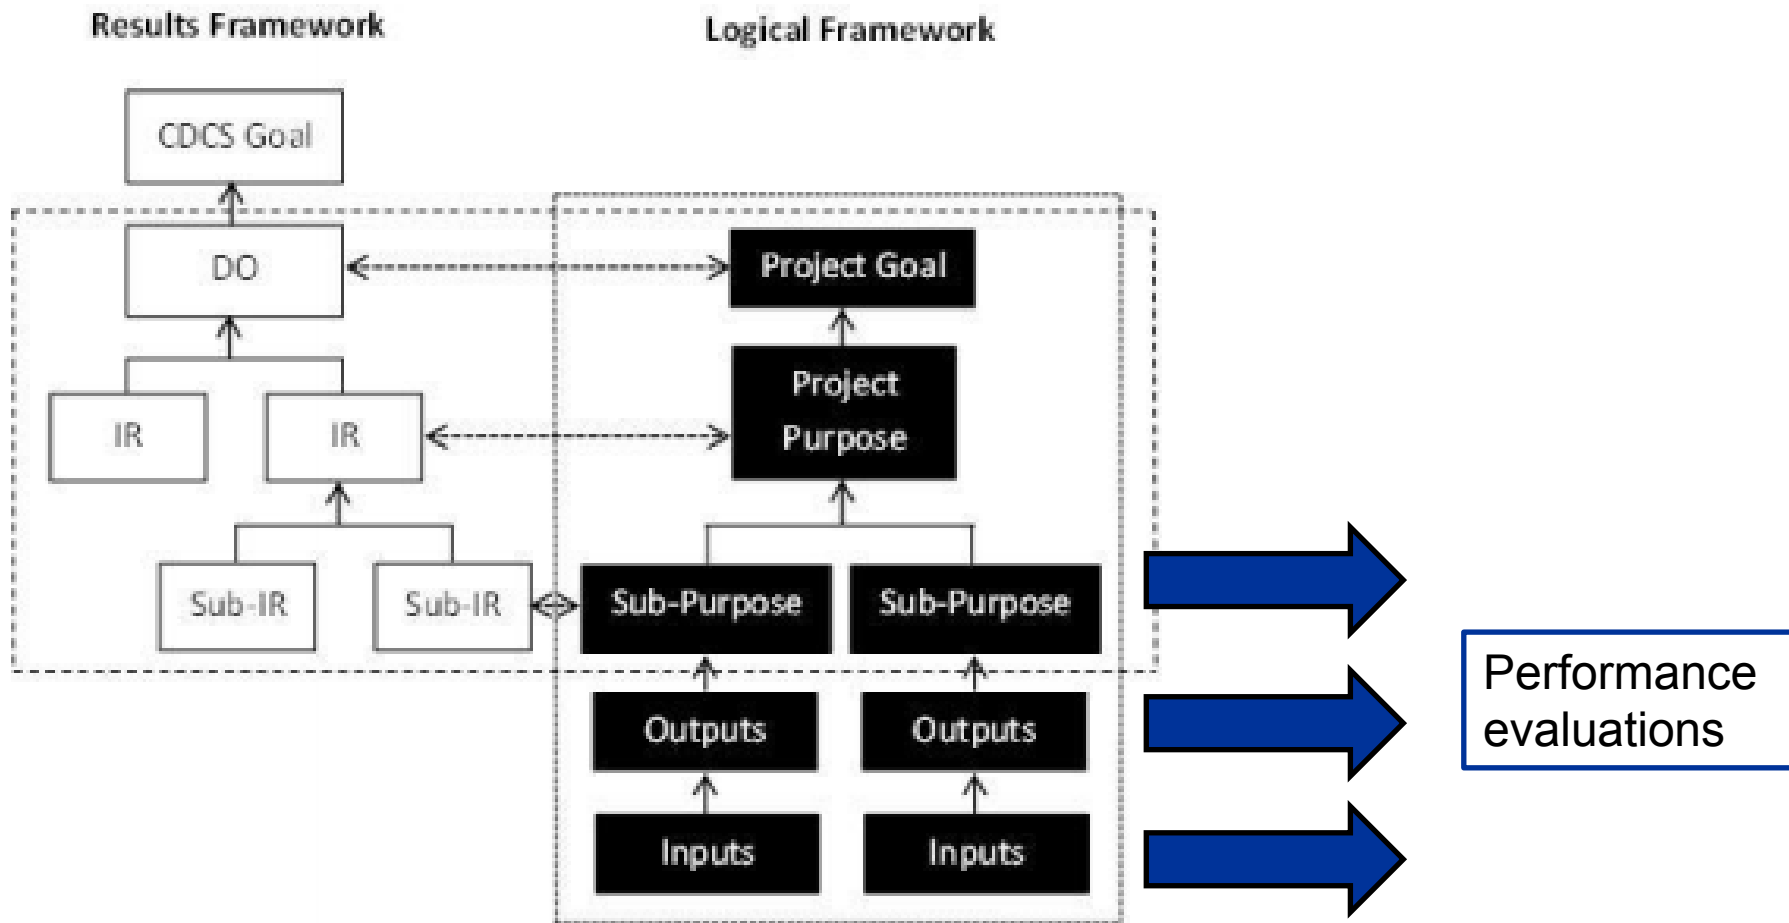 Results Framework
Logical Framework
CDCS Goal
DO
Project Goal
IR
IR
Project
Purpose
Sub-IR
Sub-IR
Sub-Purpose
Sub-Purpose
Outputs
Outputs
Inputs
Inputs
Performance
evaluations